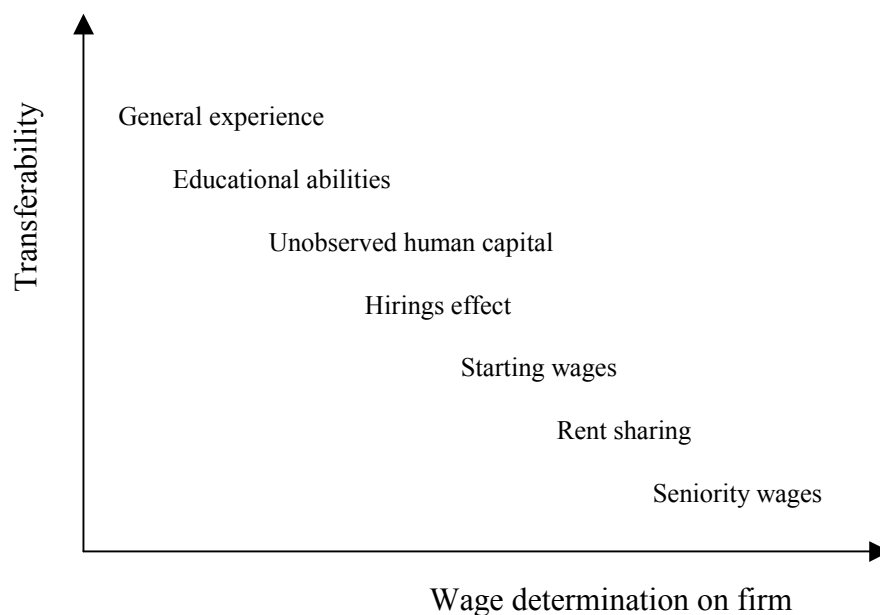 Transferability
General experience
Educational abilities
Unobserved human capital
Hirings effect
Starting wages
Rent sharing
Seniority wages
Wage determination on firm